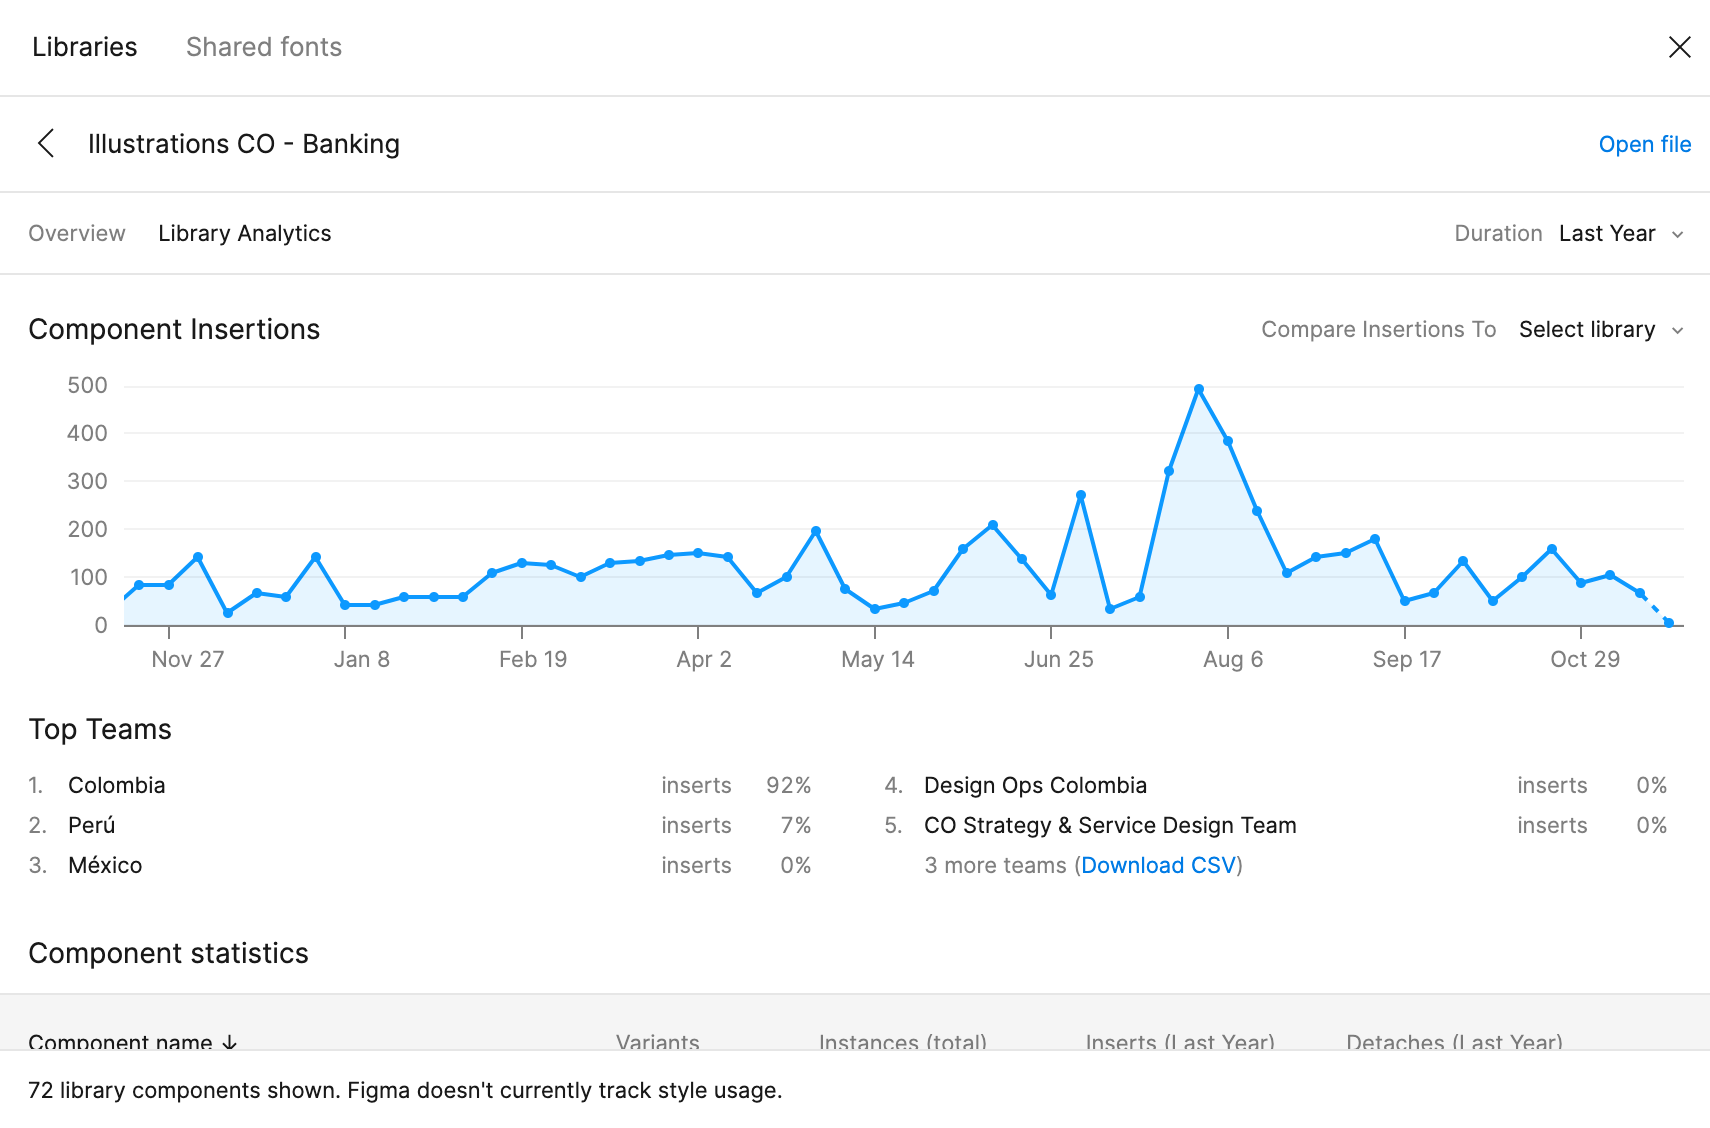 Libraries Shared fonts
Illustrations CO - Banking Open file
Overview Library Analytics Duration Last Year
Component Insertions Compare Insertions To Select library
500
400
300
200
100
0
Nov 27 Jan 8 Feb 19 Apr 2 May 14 Jun 25 Aug 6 Sep 17 Oct 29
Top Teams
1. Colombia inserts 92%
2. Perú inserts 7%
3. México inserts 0%
4. Design Ops Colombia inserts 0%
5. CO Strategy & Service Design Team inserts 0%
3 more teams (Download CSV)
Component statistics
Component name ↓ Variants Instances (total) Inserts (Last Year) Detaches (Last Year)
72 library components shown. Figma doesn't currently track style usage.